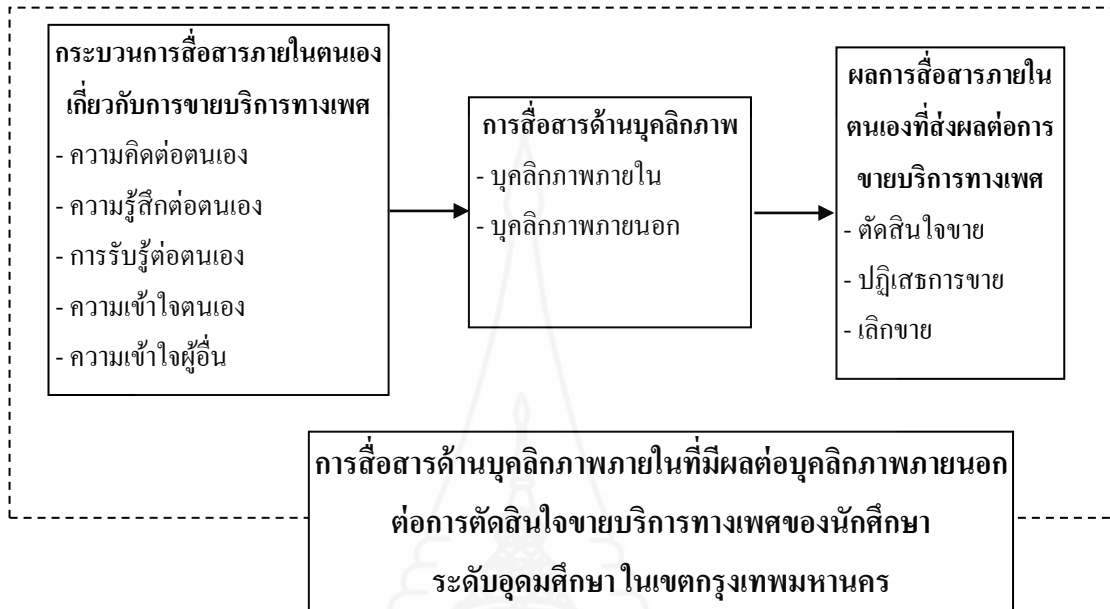 กระบวนการสื่อสารภายในตนเอง
เกี่ยวกับการขายบริการทางเพศ
- ความคิดต่อตนเอง
- ความรู้สึกต่อตนเอง
- การรับรู้ต่อตนเอง
- ความเข้าใจตนเอง
- ความเข้าใจผู้อื่น
การสื่อสารด้านบุคลิกภาพ
- บุคลิกภาพภายใน
- บุคลิกภาพภายนอก
ผลการสื่อสารภายใน
ตนเองที่ส่งผลต่อการ
ขายบริการทางเพศ
- ตัดสินใจขาย
- ปฏิเสธการขาย
- เลิกขาย
การสื่อสารด้านบุคลิกภาพภายในที่มีผลต่อบุคลิกภาพภายนอก
ต่อการตัดสินใจขายบริการทางเพศของนักศึกษา
ระดับอุดมศึกษา ในเขตกรุงเทพมหานคร